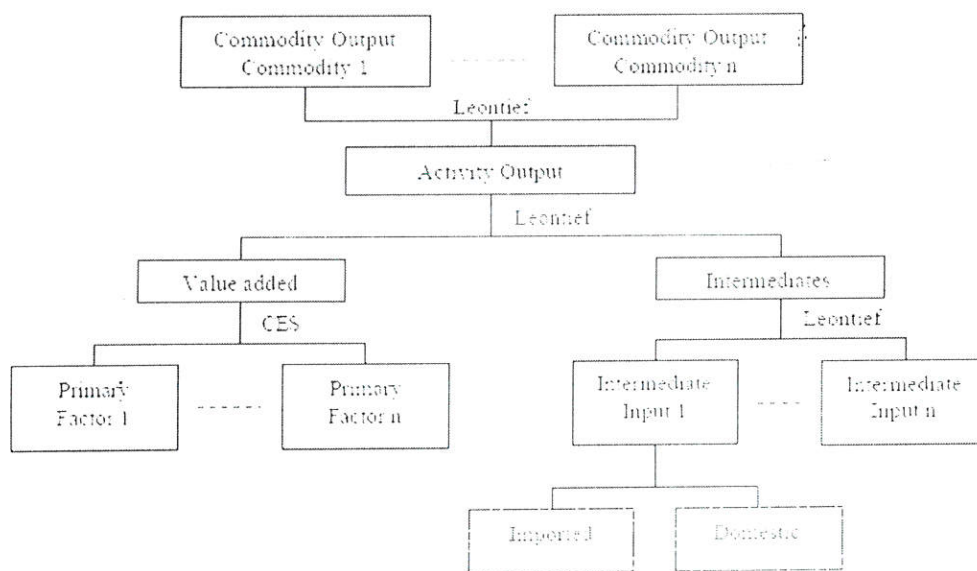 Commodity Output
Commodity 1
Commodity Output
Commodity n
Leontief
Activity Output
Leontief
Value added
Intermediates
CES
Leontief
Primary
Factor 1
Primary
Factor n
Intermediate
Input 1
Intermediate
Input n
Imported
Domestic